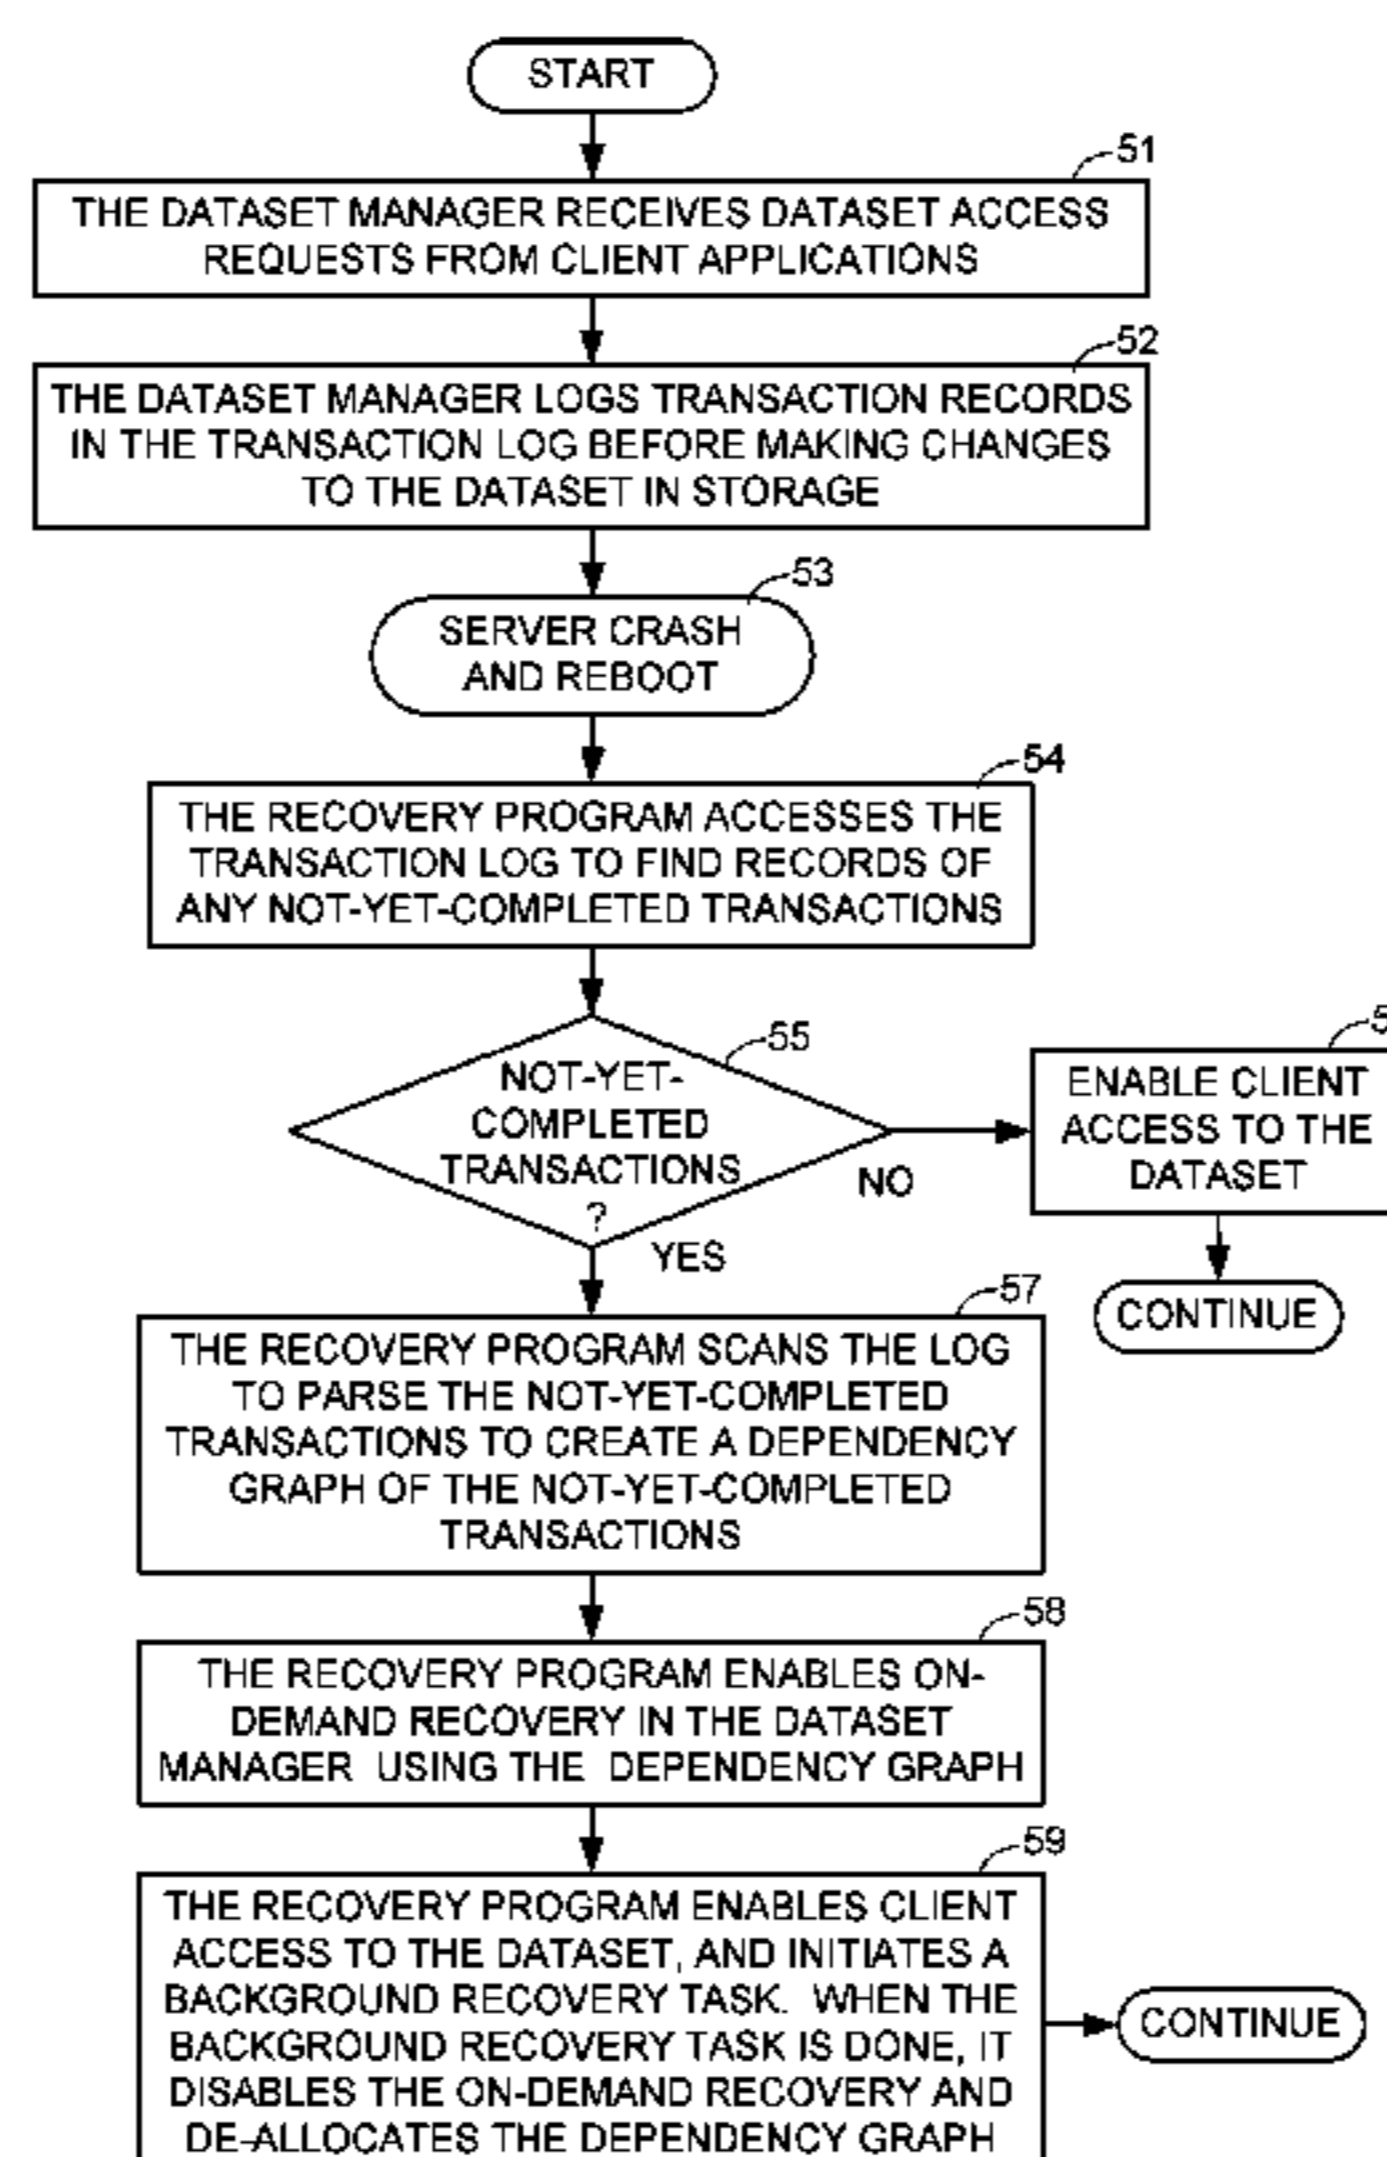 START
51
THE DATASET MANAGER RECEIVES DATASET ACCESS
REQUESTS FROM CLIENT APPLICATIONS
52
THE DATASET MANAGER LOGS TRANSACTION RECORDS
IN THE TRANSACTION LOG BEFORE MAKING CHANGES
TO THE DATASET IN STORAGE
53
SERVER CRASH
AND REBOOT
54
THE RECOVERY PROGRAM ACCESSES THE
TRANSACTION LOG TO FIND RECORDS OF
ANY NOT-YET-COMPLETED TRANSACTIONS
55
NOT-YET-
COMPLETED
TRANSACTIONS
?
NO
YES
5
ENABLE CLIENT
ACCESS TO THE
DATASET
CONTINUE
57
THE RECOVERY PROGRAM SCANS THE LOG
TO PARSE THE NOT-YET-COMPLETED
TRANSACTIONS TO CREATE A DEPENDENCY
GRAPH OF THE NOT-YET-COMPLETED
TRANSACTIONS
58
THE RECOVERY PROGRAM ENABLES ON-
DEMAND RECOVERY IN THE DATASET
MANAGER USING THE DEPENDENCY GRAPH
59
THE RECOVERY PROGRAM ENABLES CLIENT
ACCESS TO THE DATASET, AND INITIATES A
BACKGROUND RECOVERY TASK. WHEN THE
BACKGROUND RECOVERY TASK IS DONE, IT
DISABLES THE ON-DEMAND RECOVERY AND
DE-ALLOCATES THE DEPENDENCY GRAPH
CONTINUE